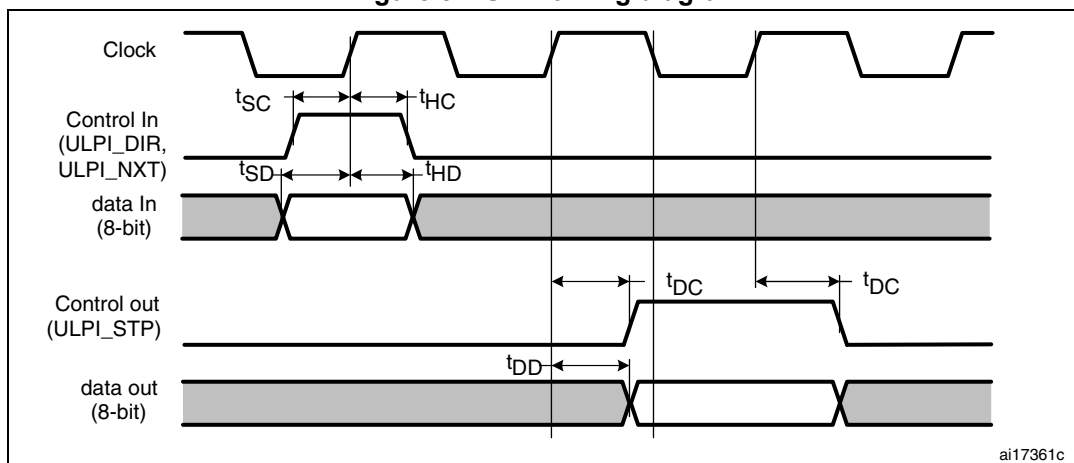 Clock
tSC
tHC
Control In
(ULPI_DIR,
ULPI_NXT)
tSD
tHD
data In
(8-bit)
tDC
tDC
Control out
(ULPI_STP)
tDD
data out
(8-bit)
ai17361c